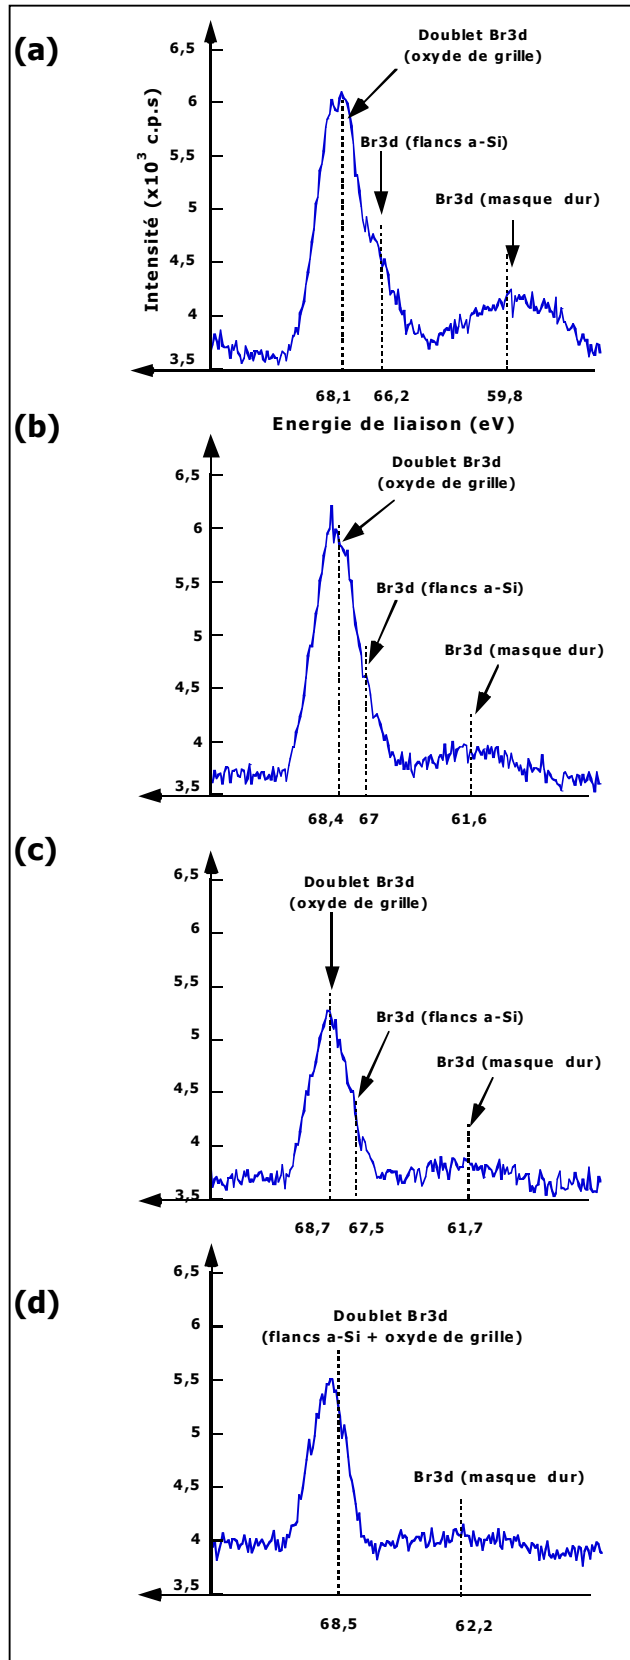 (a)
Doublet Br3d
(oxyde de grille)
Br3d (flancs a-Si)
Br3d (masque dur)
Intensité (x10³ c.p.s)
6,5
6
5,5
5
4,5
4
3,5
68,1 66,2 59,8
Energie de liaison (eV)
(b)
Doublet Br3d
(oxyde de grille)
Br3d (flancs a-Si)
Br3d (masque dur)
6,5
6
5,5
5
4,5
4
3,5
68,4 67 61,6
(c)
Doublet Br3d
(oxyde de grille)
Br3d (flancs a-Si)
Br3d (masque dur)
6,5
6
5,5
5
4,5
4
3,5
68,7 67,5 61,7
(d)
Doublet Br3d
(flancs a-Si + oxyde de grille)
Br3d (masque dur)
6,5
6
5,5
5
4,5
4
3,5
68,5 62,2